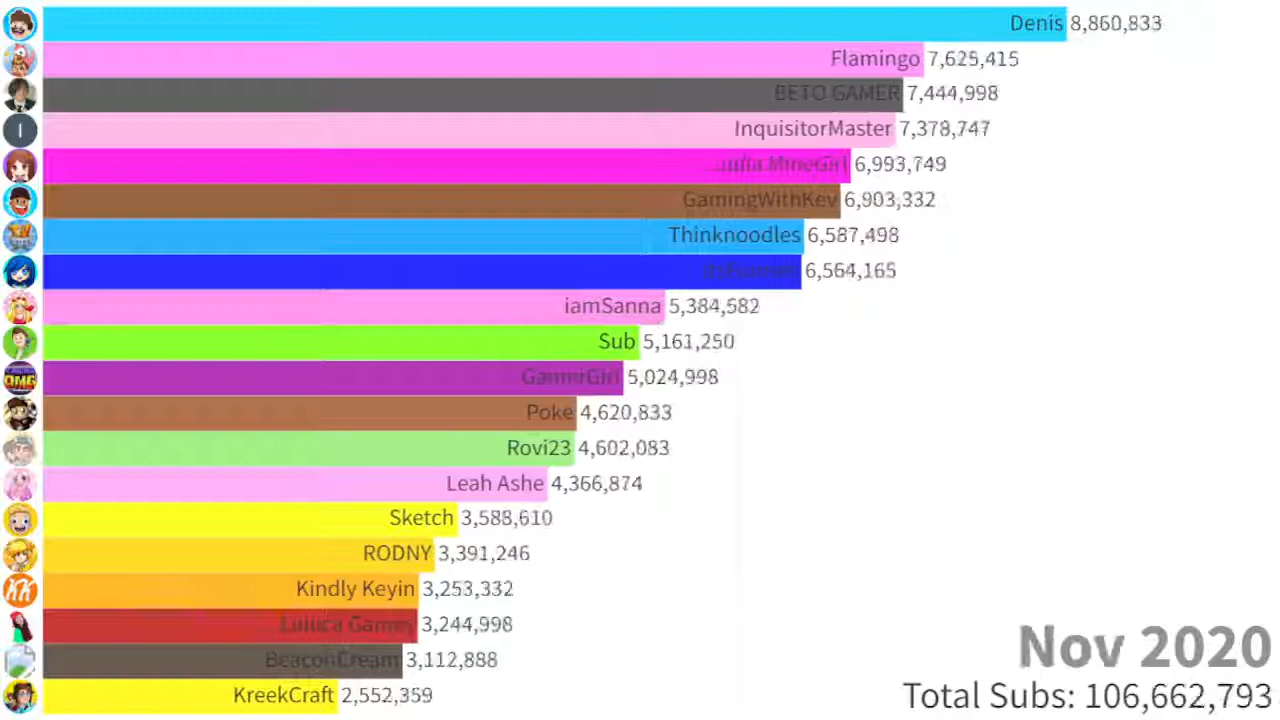 Denis 8,860,833
Flamingo 7,625,415
BETO GAMER 7,444,998
InquisitorMaster 7,378,747
MineGirl 6,993,749
GamingWithKev 6,903,332
Thinknoodles 6,587,498
6,564,165
iamSanna 5,384,582
Sub 5,161,250
5,024,998
Poke 4,620,833
Rovi23 4,602,083
Leah Ashe 4,366,874
Sketch 3,588,610
RODNY 3,391,246
KK
Kindly Keyin 3,253,332
3,244,998
BeaconCream 3,112,888
KreekCraft 2,552,359
Nov 2020
Total Subs: 106,662,793
I
OMG